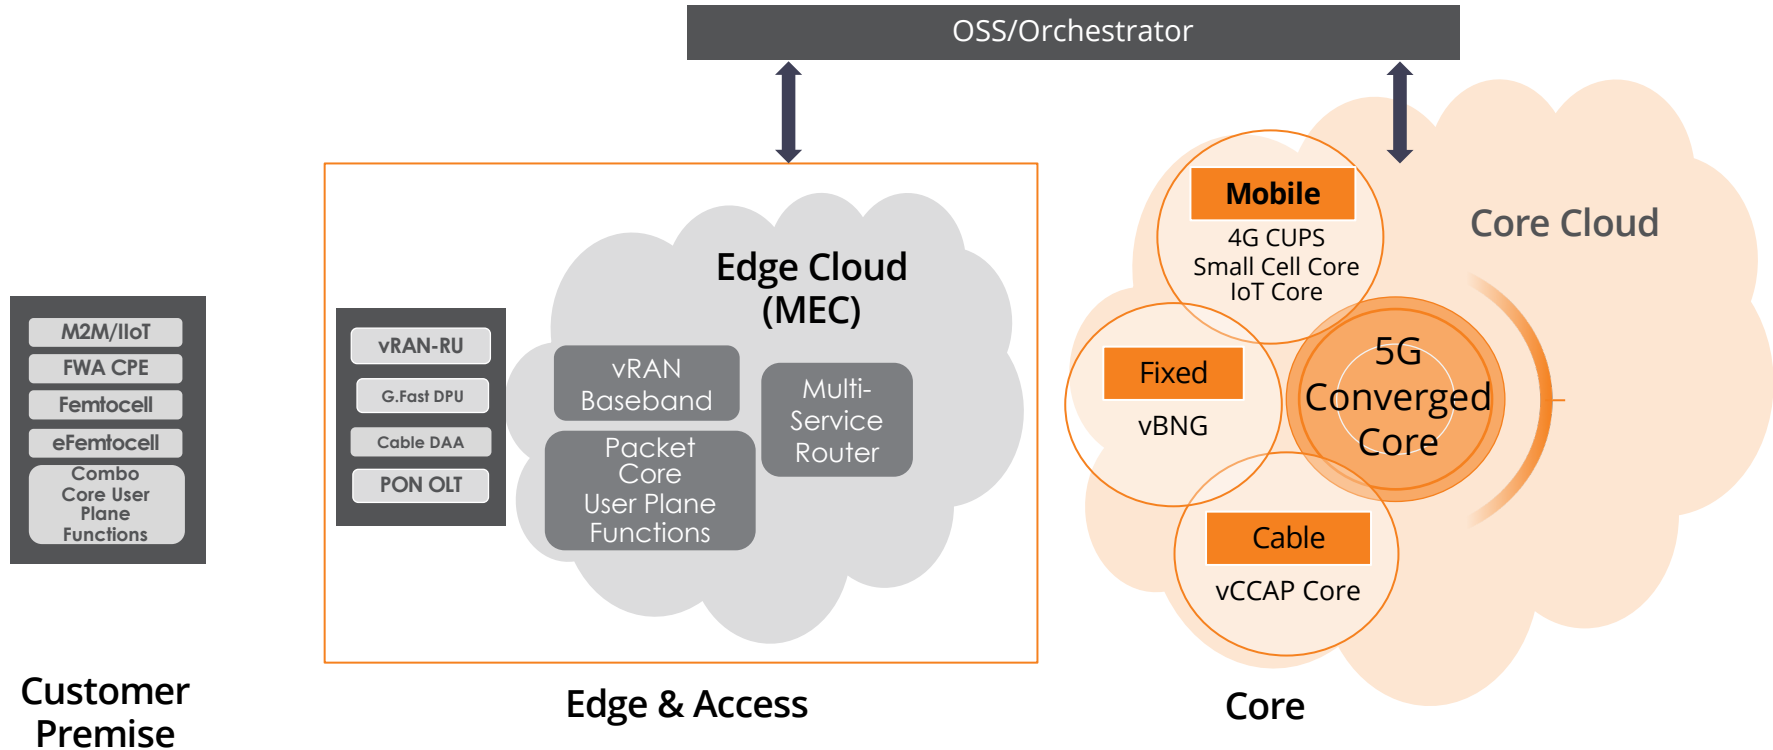 OSS/Orchestrator
M2M/IIoT
FWA CPE
Femtocell
eFemtocell
Combo
Core User
Plane
Functions
Customer
Premise
vRAN-RU
G.Fast DPU
Cable DAA
PON OLT
Edge Cloud
(MEC)
vRAN
Baseband
Packet
Core
User Plane
Functions
Multi-
Service
Router
Edge & Access
Core Cloud
Mobile
4G CUPS
Small Cell Core
IoT Core
Fixed
vBNG
5G
Converged
Core
Cable
vCCAP Core
Core